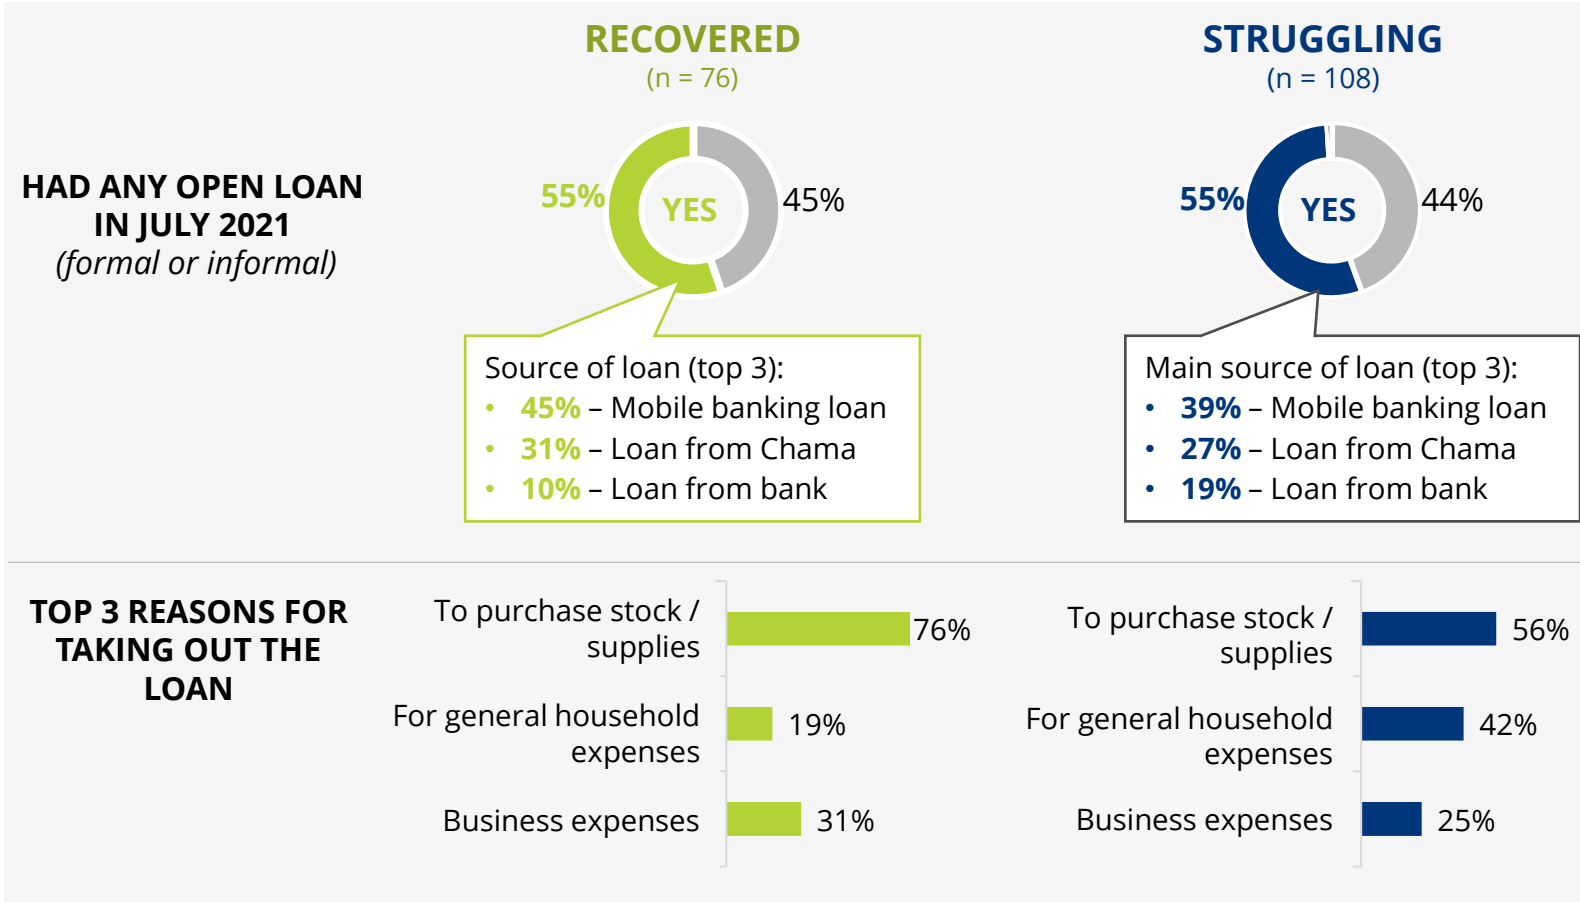 RECOVERED
(n = 76)
STRUGGLING
(n = 108)
HAD ANY OPEN LOAN
IN JULY 2021
(formal or informal)
55%
YES
45%
55%
YES
44%
Source of loan (top 3):
• 45% – Mobile banking loan
• 31% – Loan from Chama
• 10% – Loan from bank
Main source of loan (top 3):
• 39% – Mobile banking loan
• 27% – Loan from Chama
• 19% – Loan from bank
TOP 3 REASONS FOR
TAKING OUT THE
LOAN
To purchase stock /
supplies
76%
For general household
expenses
19%
Business expenses
31%
To purchase stock /
supplies
56%
For general household
expenses
42%
Business expenses
25%